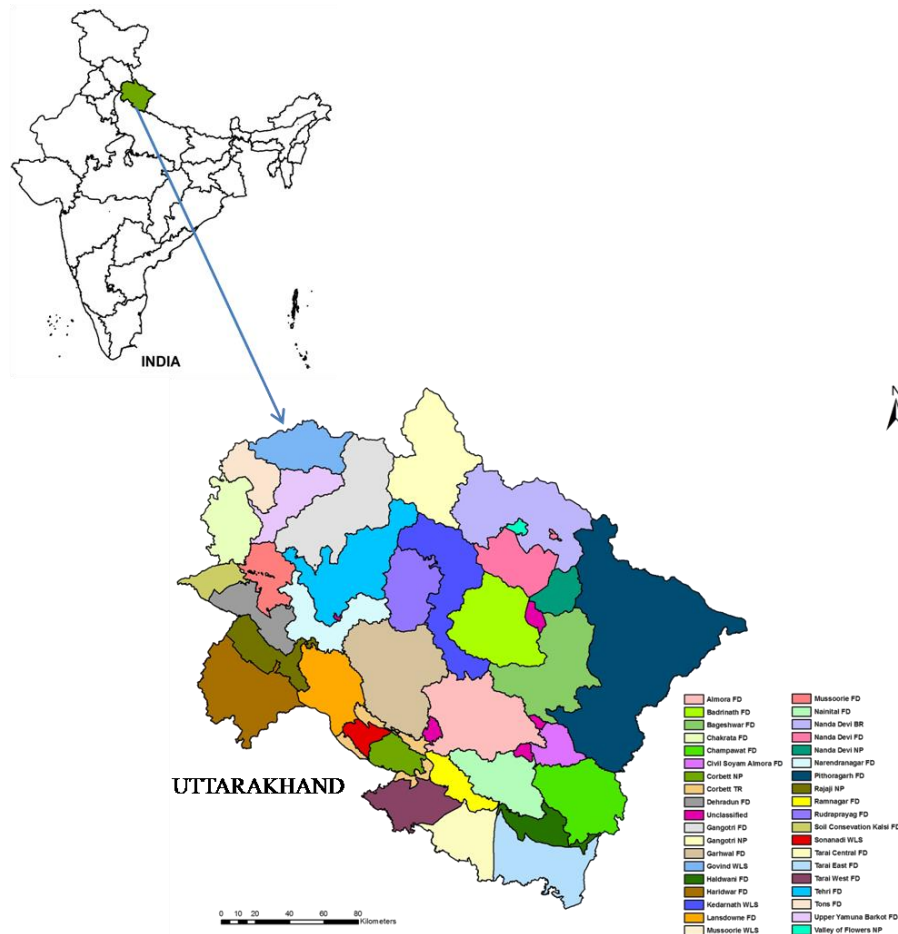 INDIA
N
UTTARAKHAND
Almora FD
Badrinath FD
Bageshwar FD
Chakrata FD
Champawat FD
Civil Soyam Almora FD
Corbett NP
Corbett TR
Dehradun FD
Unclassified
Gangotri FD
Gangotri NP
Garhwal FD
Govind WLS
Haldwani FD
Haridwar FD
Kedarnath WLS
Lansdowne FD
Mussoorie WLS
Mussoorie FD
Nainital FD
Nanda Devi BR
Nanda Devi FD
Nanda Devi NP
Narendranagar FD
Pithoragarh FD
Rajaji NP
Ramnagar FD
Rudraprayag FD
Soil Consevation Kalsi FD
Sonanadi WLS
Tarai Central FD
Tarai East FD
Tarai West FD
Tehri FD
Tons FD
Upper Yamuna Barkot FD
Valley of Flowers NP
0 10 20 40 60 80
Kilometers